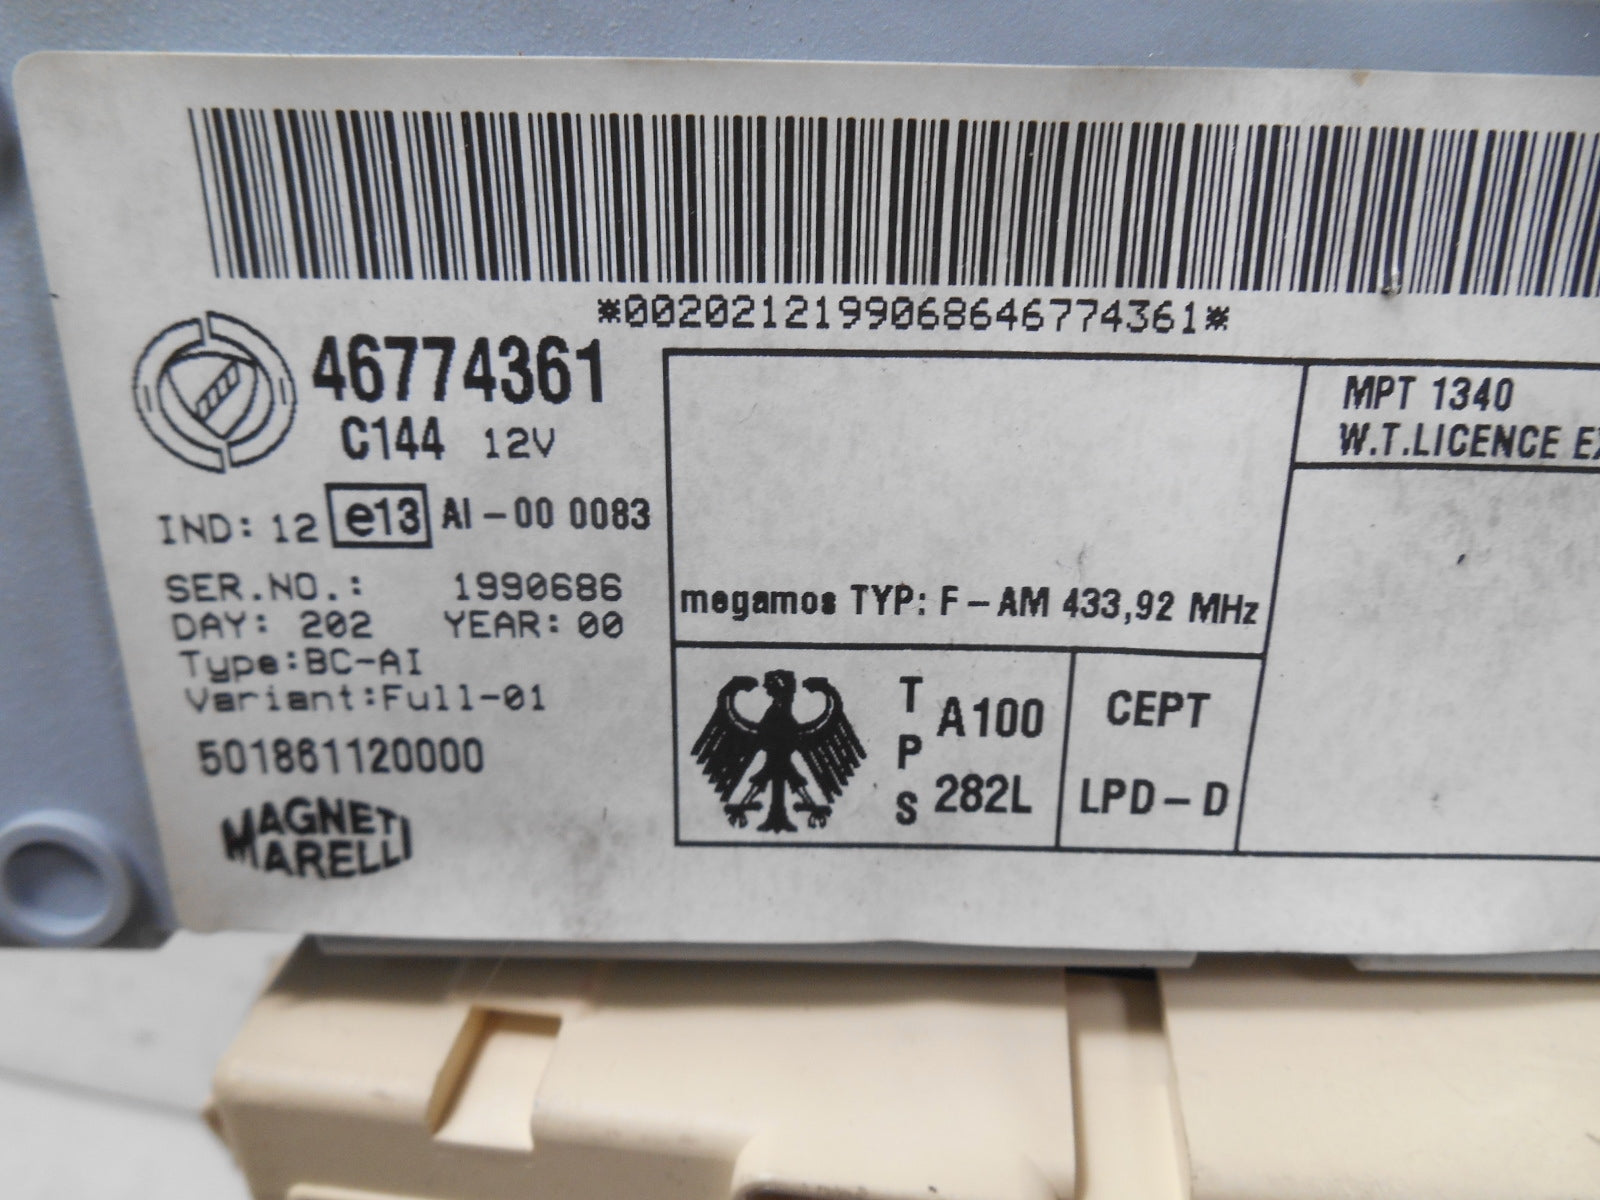 *0020212199068646774361*
46774361
C144 12V
IND: 12 e13 AI-00 0083
SER.NO.: 1990686
DAY: 202 YEAR: 00
Type:BC-AI
Variant:Full-01
501861120000
MAGNETI
MARELLI
megamos TYP: F-AM 433,92 MHz
TPS
A100
282L
CEPT
LPD-D
MPT 1340
W.T.LICENCE